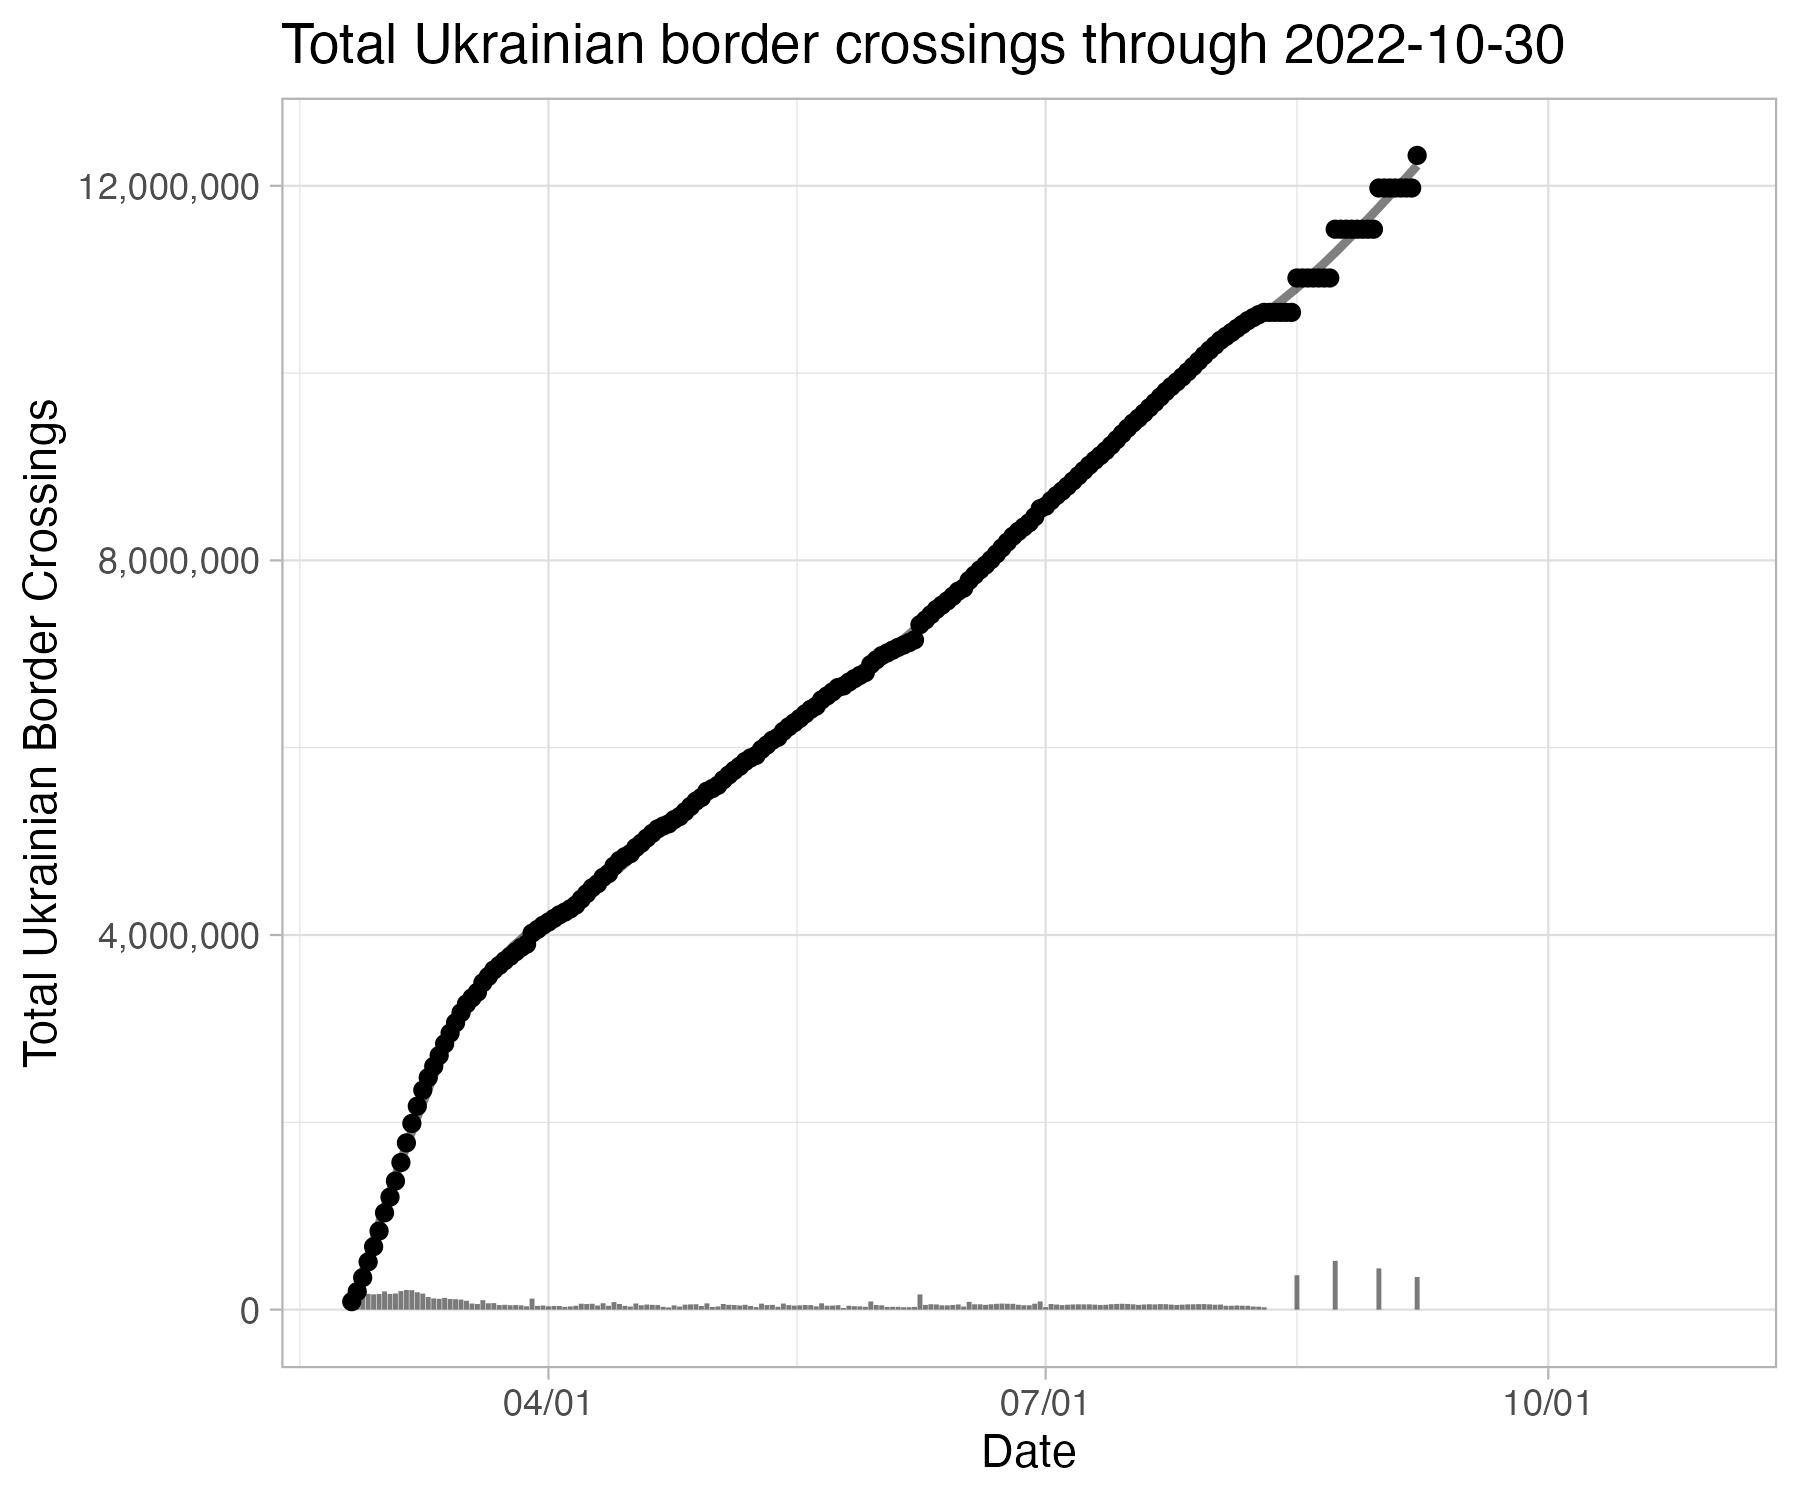 Total Ukrainian border crossings through 2022-10-30
Total Ukrainian Border Crossings
12,000,000
8,000,000
4,000,000
0
04/01
07/01
10/01
Date